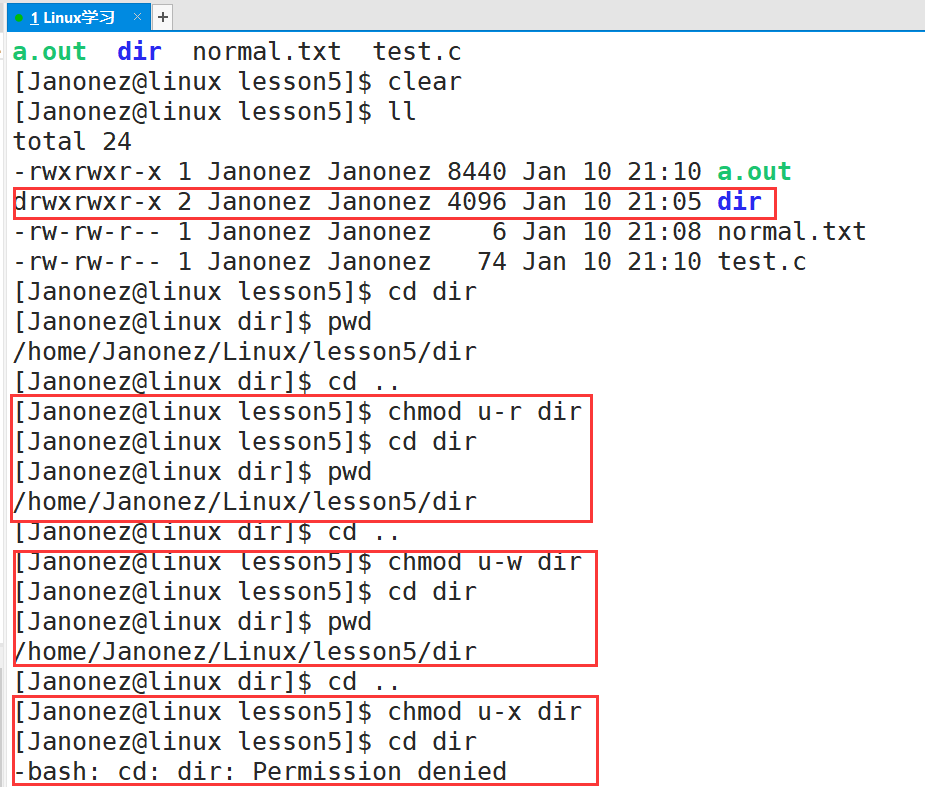 1 Linux学习 × +
a.out  dir  normal.txt  test.c
[Janonez@linux lesson5]$ clear
[Janonez@linux lesson5]$ ll
total 24
-rwxrwxr-x 1 Janonez Janonez 8440 Jan 10 21:10 a.out
drwxrwxr-x 2 Janonez Janonez 4096 Jan 10 21:05 dir
-rw-rw-r-- 1 Janonez Janonez    6 Jan 10 21:08 normal.txt
-rw-rw-r-- 1 Janonez Janonez   74 Jan 10 21:10 test.c
[Janonez@linux lesson5]$ cd dir
[Janonez@linux dir]$ pwd
/home/Janonez/Linux/lesson5/dir
[Janonez@linux dir]$ cd ..
[Janonez@linux lesson5]$ chmod u-r dir
[Janonez@linux lesson5]$ cd dir
[Janonez@linux dir]$ pwd
/home/Janonez/Linux/lesson5/dir
[Janonez@linux dir]$ cd ..
[Janonez@linux lesson5]$ chmod u-w dir
[Janonez@linux lesson5]$ cd dir
[Janonez@linux dir]$ pwd
/home/Janonez/Linux/lesson5/dir
[Janonez@linux dir]$ cd ..
[Janonez@linux lesson5]$ chmod u-x dir
[Janonez@linux lesson5]$ cd dir
-bash: cd: dir: Permission denied